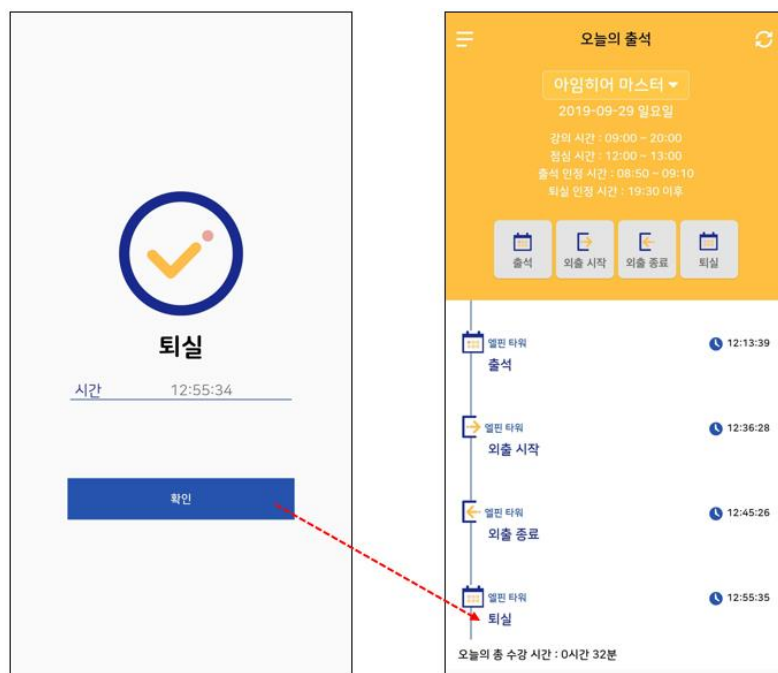 퇴실
시간 12:55:34
확인
오늘의 출석
아임히어 마스터
2019-09-29 일요일
강의 시간 : 09:00 ~ 20:00
점심 시간 : 12:00 ~ 13:00
출석 인정 시간 : 08:50 ~ 09:10
퇴실 인정 시간 : 19:30 이후
출석 외출 시작 외출 종료 퇴실
엘핀 타워 12:13:39
출석
엘핀 타워 12:36:28
외출 시작
엘핀 타워 12:45:26
외출 종료
엘핀 타워 12:55:35
퇴실
오늘의 총 수강 시간 : 0시간 32분